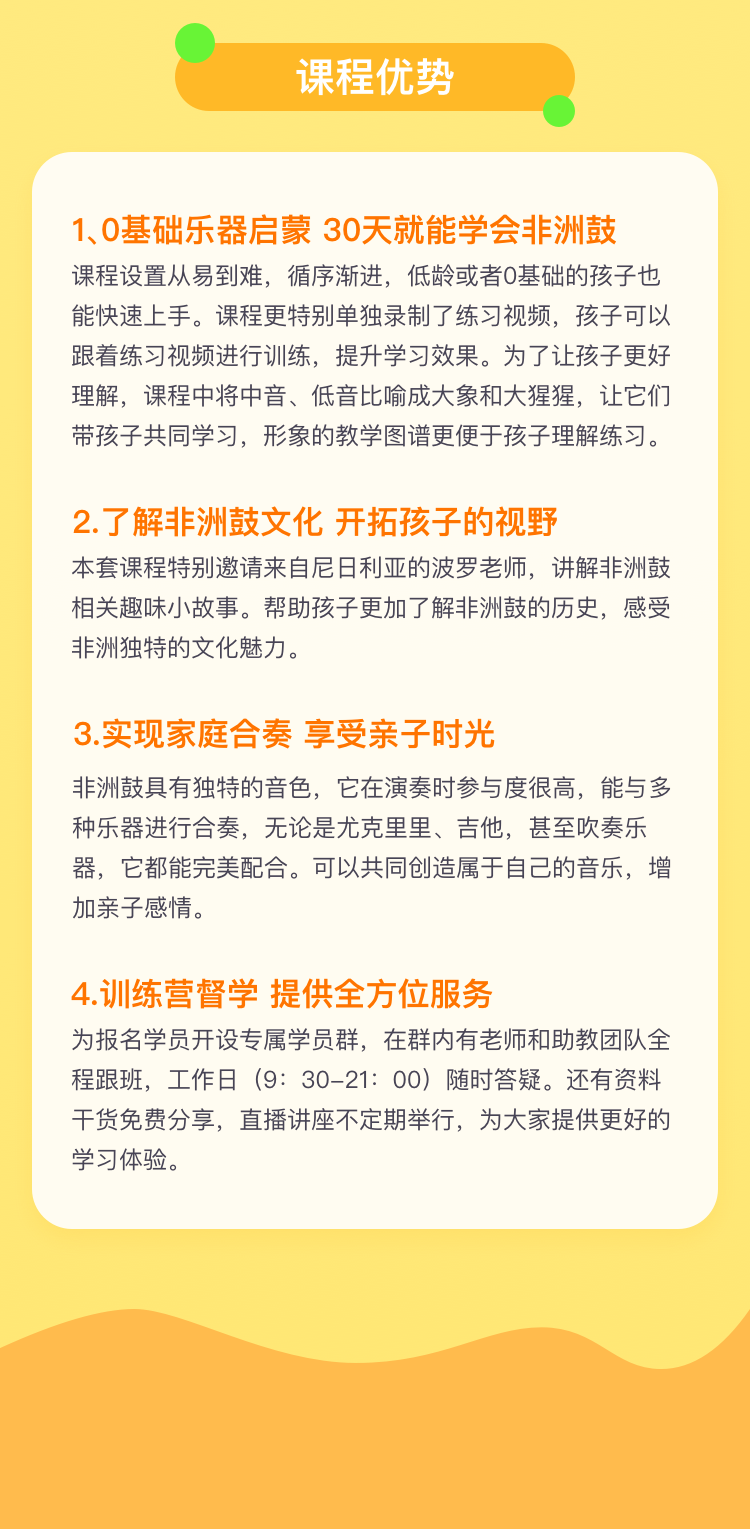 课程优势
1、0基础乐器启蒙 30天就能学会非洲鼓
课程设置从易到难，循序渐进，低龄或者0基础的孩子也
能快速上手。课程更特别单独录制了练习视频，孩子可以
跟着练习视频进行训练，提升学习效果。为了让孩子更好
理解，课程中将中音、低音比喻成大象和大猩猩，让它们
带孩子共同学习，形象的教学图谱更便于孩子理解练习。
2.了解非洲鼓文化 开拓孩子的视野
本套课程特别邀请来自尼日利亚的波罗老师，讲解非洲鼓
相关趣味小故事。帮助孩子更加了解非洲鼓的历史，感受
非洲独特的文化魅力。
3.实现家庭合奏 享受亲子时光
非洲鼓具有独特的音色，它在演奏时参与度很高，能与多
种乐器进行合奏，无论是尤克里里、吉他，甚至吹奏乐
器，它都能完美配合。可以共同创造属于自己的音乐，增
加亲子感情。
4.训练营督学 提供全方位服务
为报名学员开设专属学员群，在群内有老师和助教团队全
程跟班，工作日（9：30-21：00）随时答疑。还有资料
干货免费分享，直播讲座不定期举行，为大家提供更好的
学习体验。